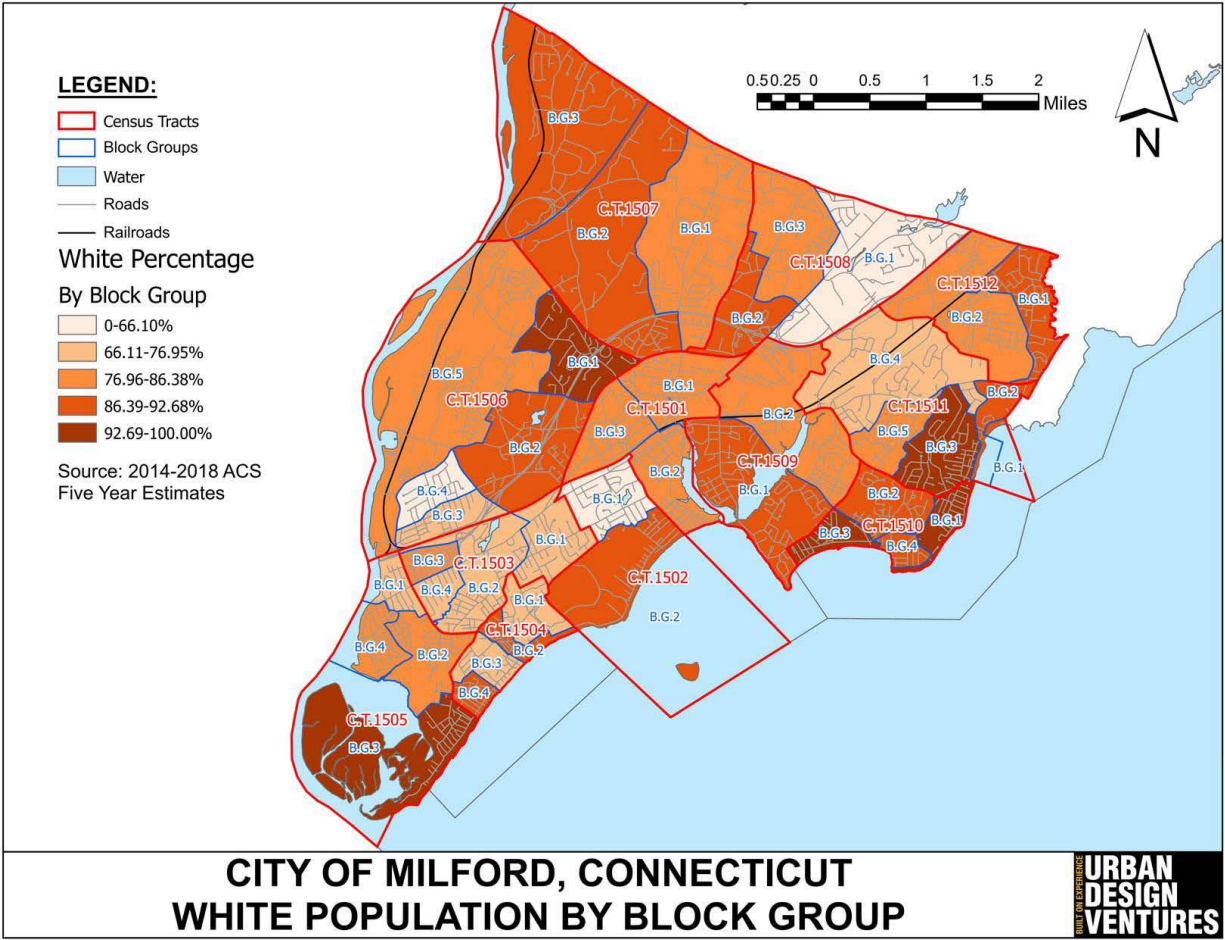 LEGEND:
Census Tracts
Block Groups
Water
Roads
Railroads
White Percentage
By Block Group
0-66.10%
66.11-76.95%
76.96-86.38%
86.39-92.68%
92.69-100.00%
Source: 2014-2018 ACS
Five Year Estimates
0.5 0.25 0 0.5 1 1.5 2
Miles
N
B.G.3
C.T.1507
B.G.2
B.G.1
B.G.3
C.T.1508
B.G.1
B.G.2
C.T.1512
B.G.1
B.G.2
B.G.5
B.G.1
C.T.1506
B.G.2
B.G.4
B.G.3
B.G.1
C.T.1501
B.G.3
B.G.2
B.G.2
B.G.4
C.T.1511
B.G.2
B.G.5
B.G.3
B.G.1
C.T.1509
B.G.1
B.G.2
C.T.1510
B.G.1
B.G.3
B.G.4
B.G.1
B.G.1
C.T.1502
B.G.2
B.G.3
C.T.1503
B.G.1
B.G.4
B.G.2
B.G.1
C.T.1504
B.G.2
B.G.4
B.G.2
B.G.3
B.G.4
C.T.1505
B.G.3
CITY OF MILFORD, CONNECTICUT
WHITE POPULATION BY BLOCK GROUP
BUILT ON EXPERIENCE
URBAN
DESIGN
VENTURES